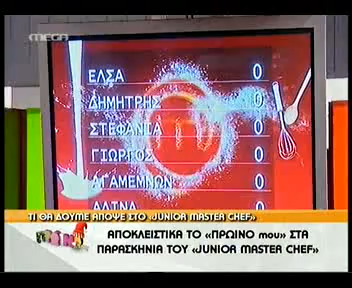 MEGA
ΕΛΣΑ 0
ΔΗΜΗΤΡΗΣ 0
ΣΤΕΦΑΝΙΑ 0
ΓΙΩΡΓΟΣ 0
ΑΓΑΜΕΜΝΩΝ 0
ΤΙ ΘΑ ΔΟΥΜΕ ΑΠΟΨΕ ΣΤΟ «JUNIOR MASTER CHEF»
ΑΠΟΚΛΕΙΣΤΙΚΑ ΤΟ «ΠΡΩΙΝΟ mou» ΣΤΑ
ΠΑΡΑΣΚΗΝΙΑ ΤΟΥ «JUNIOR MASTER CHEF»